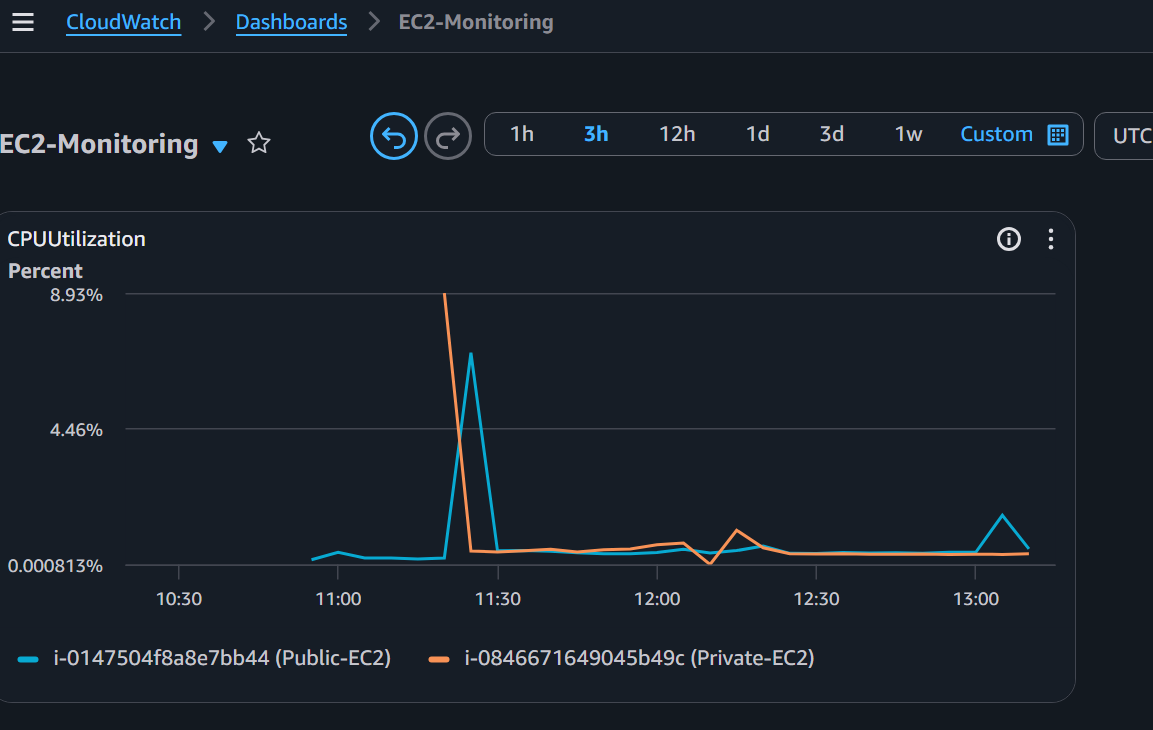 CloudWatch > Dashboards > EC2-Monitoring
EC2-Monitoring
1h 3h 12h 1d 3d 1w Custom UTC
CPUUtilization
Percent
8.93%
4.46%
0.000813%
10:30 11:00 11:30 12:00 12:30 13:00
i-0147504f8a8e7bb44 (Public-EC2) i-0846671649045b49c (Private-EC2)